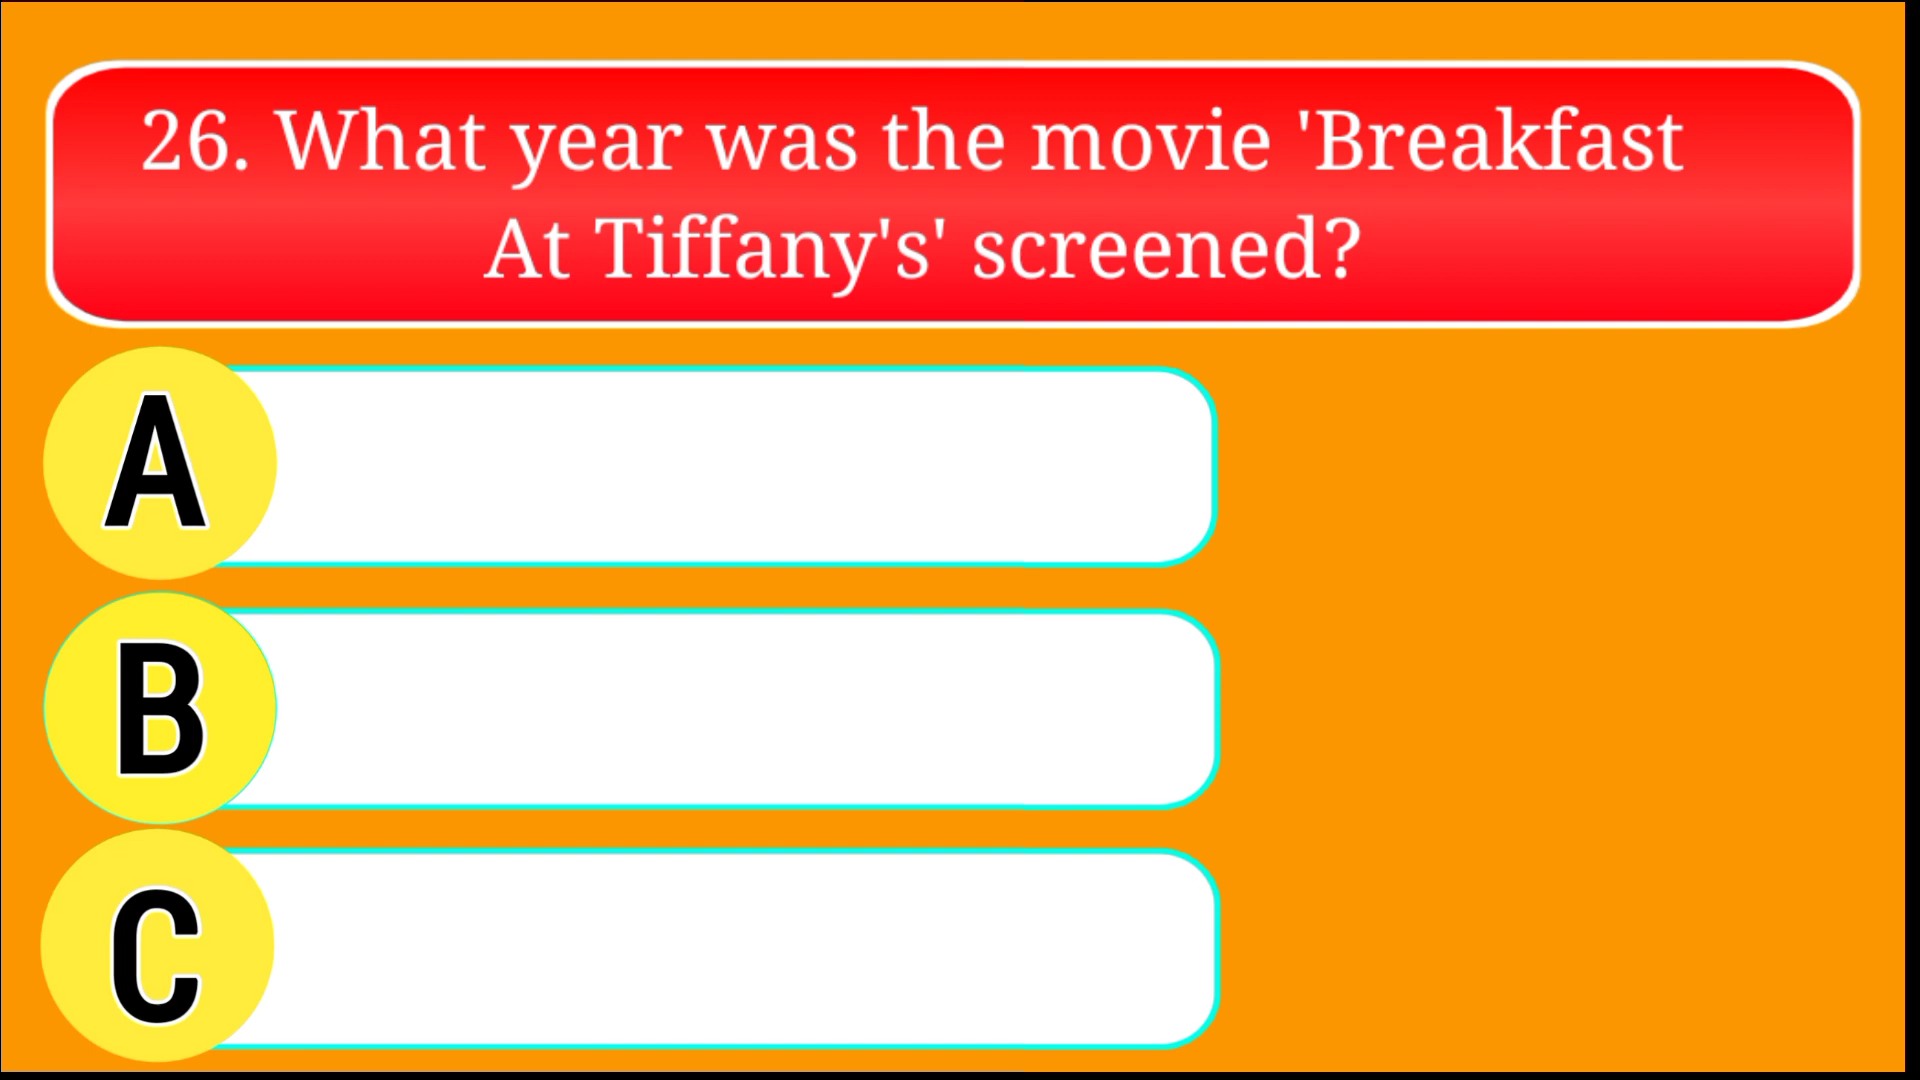 26. What year was the movie 'Breakfast
At Tiffany's' screened?
A
B
C